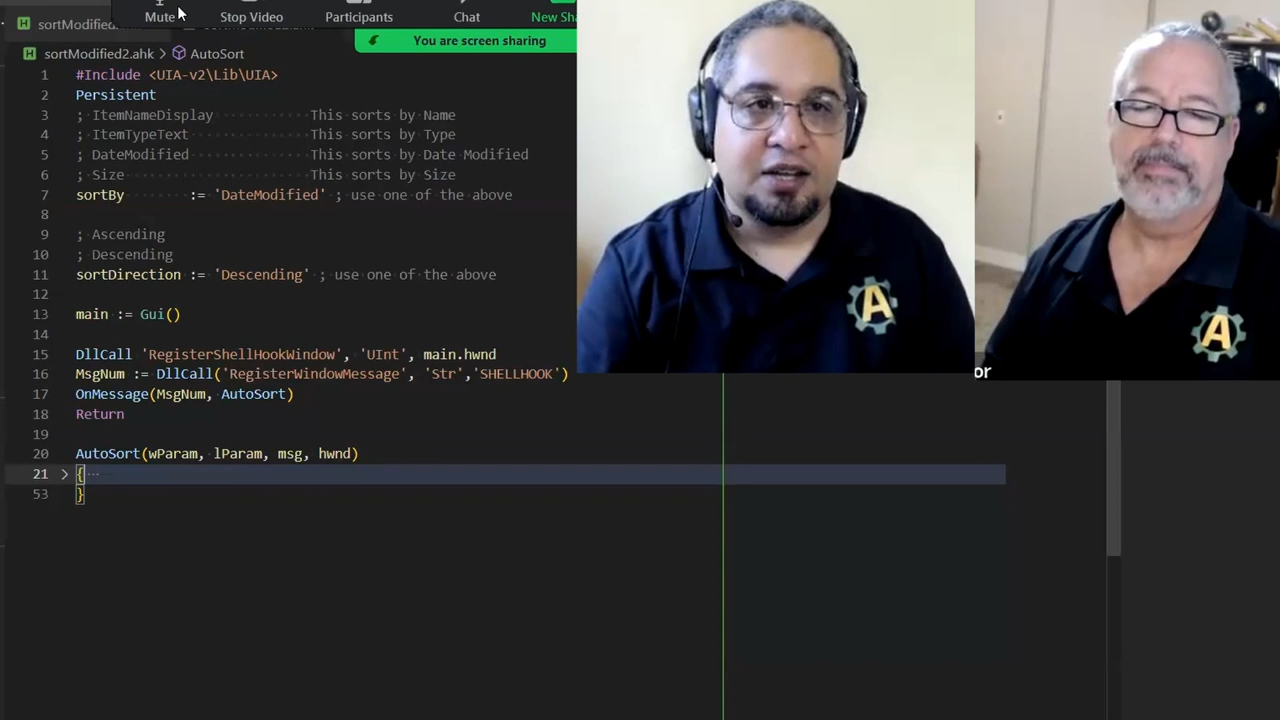 sortModified
Mute
Stop Video
Participants
Chat
New Sha
You are screen sharing
sortModified2.ahk > AutoSort
1 #Include <UIA-v2\Lib\UIA>
2 Persistent
3 ; ItemNameDisplay This sorts by Name
4 ; ItemTypeText This sorts by Type
5 ; DateModified This sorts by Date Modified
6 ; Size This sorts by Size
7 sortBy := 'DateModified' ; use one of the above
8
9 ; Ascending
10 ; Descending
11 sortDirection := 'Descending' ; use one of the above
12
13 main := Gui()
14
15 DllCall 'RegisterShellHookWindow', 'UInt', main.hwnd
16 MsgNum := DllCall('RegisterWindowMessage', 'Str','SHELLHOOK')
17 OnMessage(MsgNum, AutoSort)
18 Return
19
20 AutoSort(wParam, lParam, msg, hwnd)
21 { ...
53 }
or
A
A